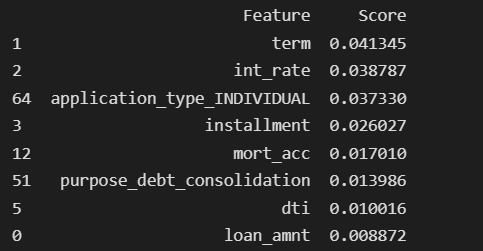 Feature Score
1 term 0.041345
2 int_rate 0.038787
64 application_type_INDIVIDUAL 0.037330
3 installment 0.026027
12 mort_acc 0.017010
51 purpose_debt_consolidation 0.013986
5 dti 0.010016
0 loan_amnt 0.008872